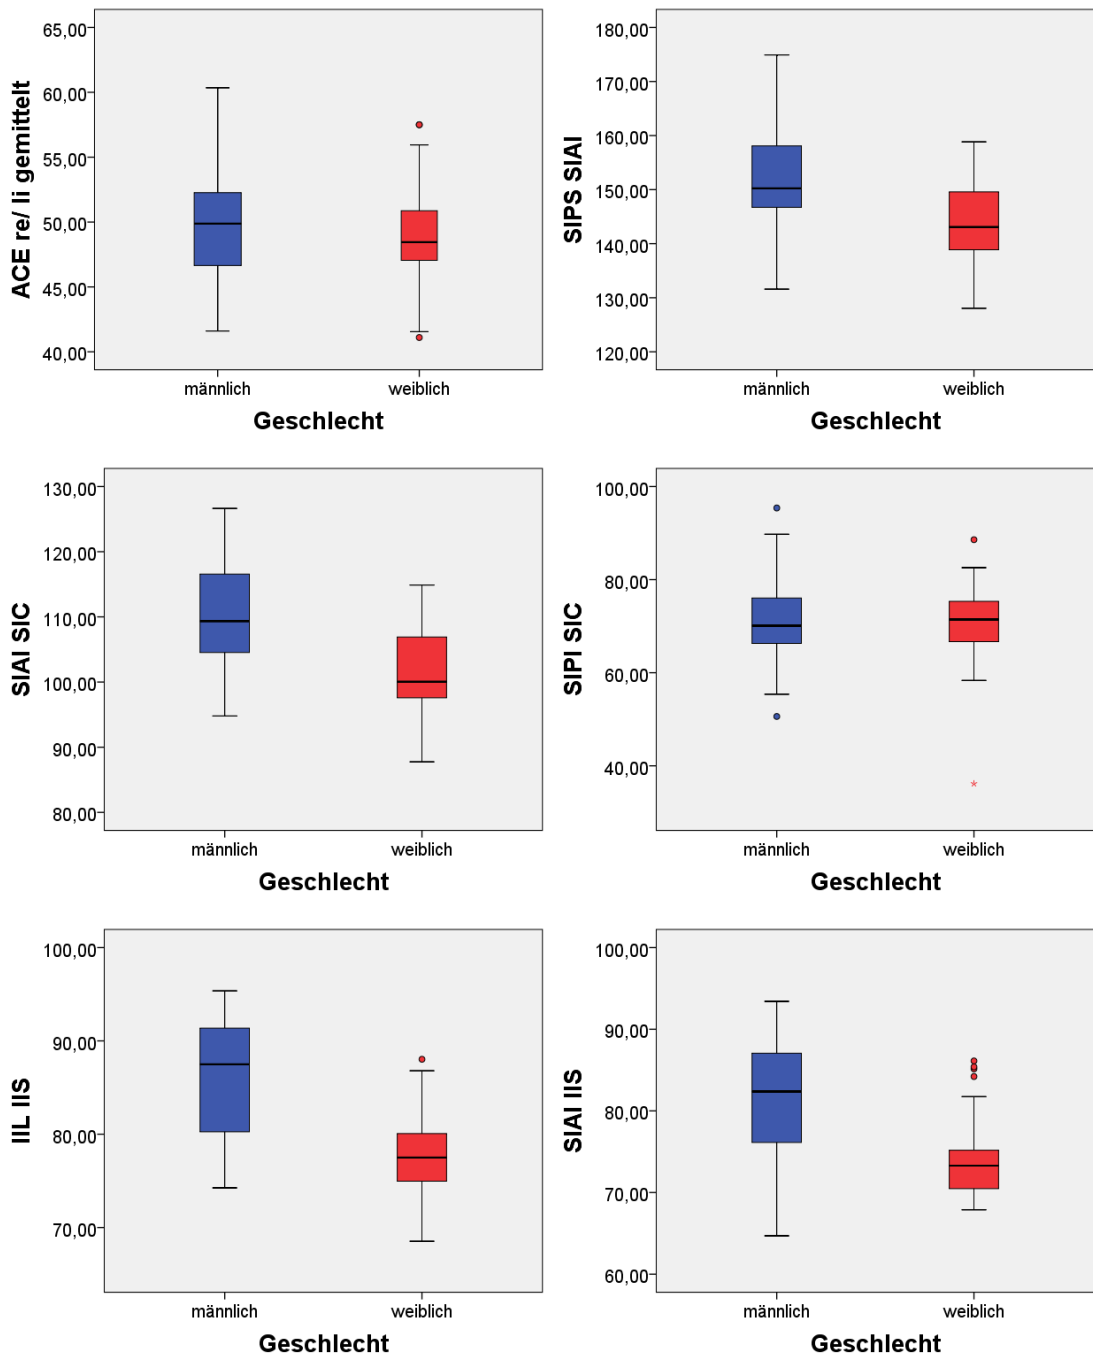 65,00
60,00
55,00
50,00
45,00
40,00
ACE re/ li gemittelt
männlich weiblich
Geschlecht
180,00
170,00
160,00
150,00
140,00
130,00
120,00
SIPS SIAI
männlich weiblich
Geschlecht
130,00
120,00
110,00
100,00
90,00
80,00
SIAI SIC
männlich weiblich
Geschlecht
100,00
80,00
60,00
40,00
SIPI SIC
männlich weiblich
Geschlecht
100,00
90,00
80,00
70,00
IIL IIS
männlich weiblich
Geschlecht
100,00
90,00
80,00
70,00
60,00
SIAI IIS
männlich weiblich
Geschlecht